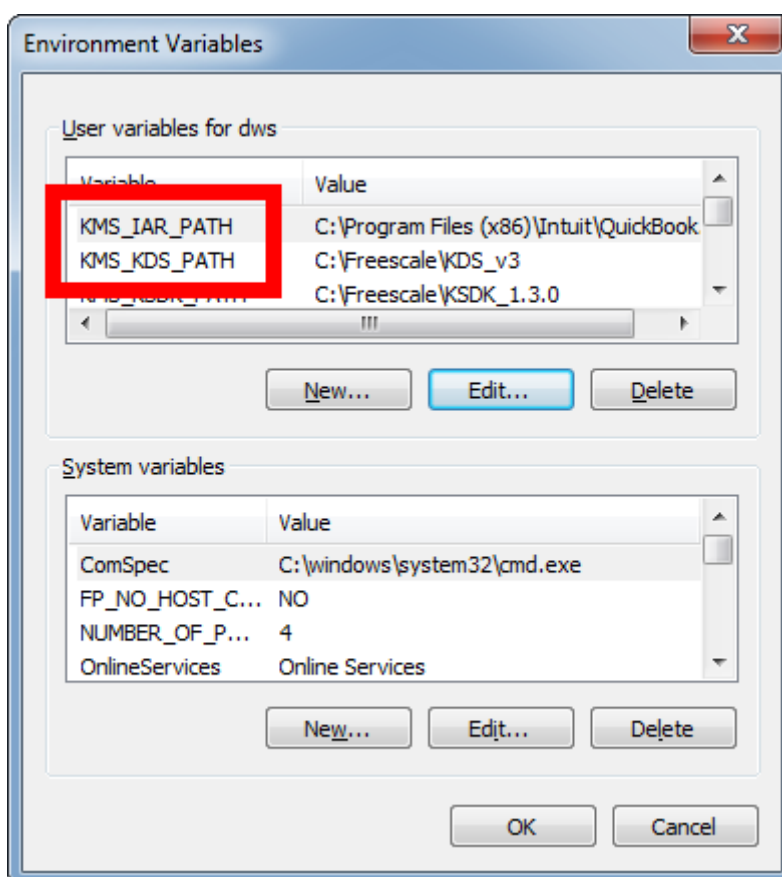 Environment Variables
User variables for dws
Variable Value
KMS_IAR_PATH C:\Program Files (x86)\Intuit\QuickBook
KMS_KDS_PATH C:\Freescale\KDS_v3
KMS_KSDK_PATH C:\Freescale\KSDK_1.3.0
New... Edit... Delete
System variables
Variable Value
ComSpec C:\windows\system32\cmd.exe
FP_NO_HOST_C... NO
NUMBER_OF_P... 4
OnlineServices Online Services
New... Edit... Delete
OK Cancel